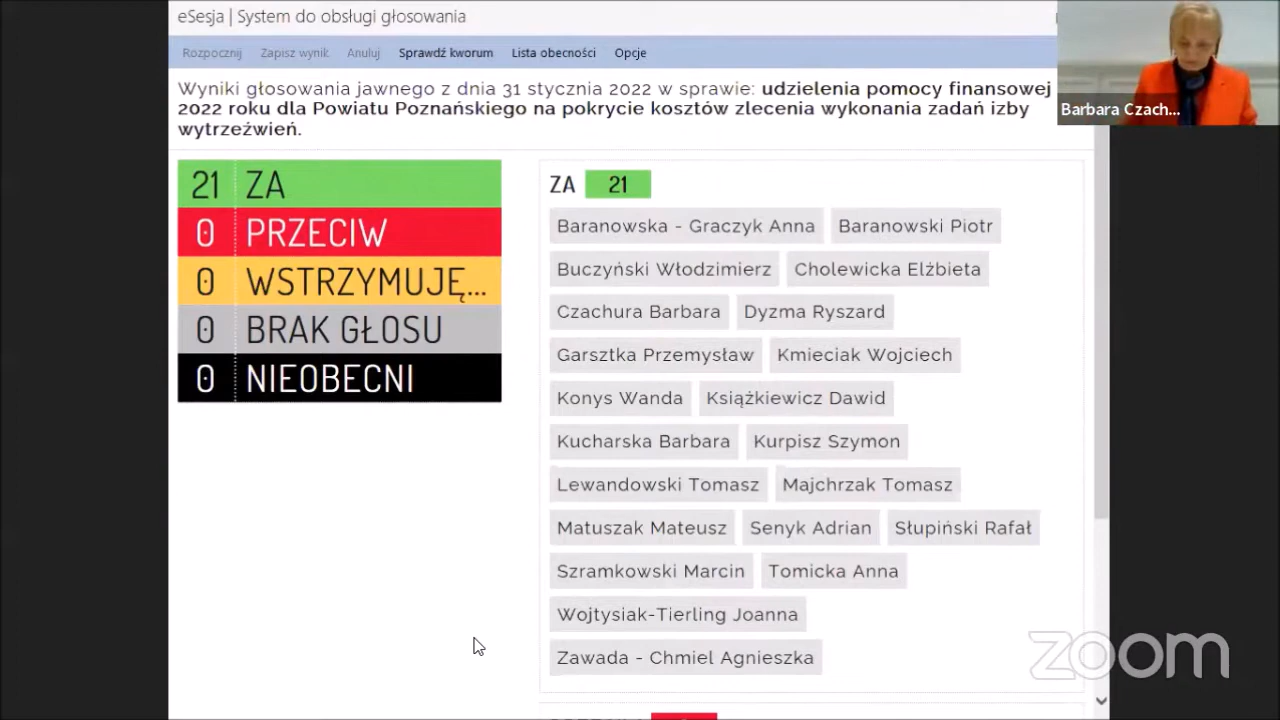 eSesja | System do obsługi głosowania
Rozpocznij Zapisz wynik Anuluj Sprawdź kworum Lista obecności Opcje
Wyniki głosowania jawnego z dnia 31 stycznia 2022 w sprawie: udzielenia pomocy finansowej
2022 roku dla Powiatu Poznańskiego na pokrycie kosztów zlecenia wykonania zadań izby
wytrzeźwień.
Barbara Czach...
21 ZA
0 PRZECIW
0 WSTRZYMUJĘ...
0 BRAK GŁOSU
0 NIEOBECNI
ZA 21
Baranowska - Graczyk Anna Baranowski Piotr
Buczyński Włodzimierz Cholewicka Elżbieta
Czachura Barbara Dyzma Ryszard
Garsztka Przemysław Kmieciak Wojciech
Konys Wanda Książkiewicz Dawid
Kucharska Barbara Kurpisz Szymon
Lewandowski Tomasz Majchrzak Tomasz
Matuszak Mateusz Senyk Adrian Słupiński Rafał
Szramkowski Marcin Tomicka Anna
Wojtysiak-Tierling Joanna
Zawada - Chmiel Agnieszka
zoom